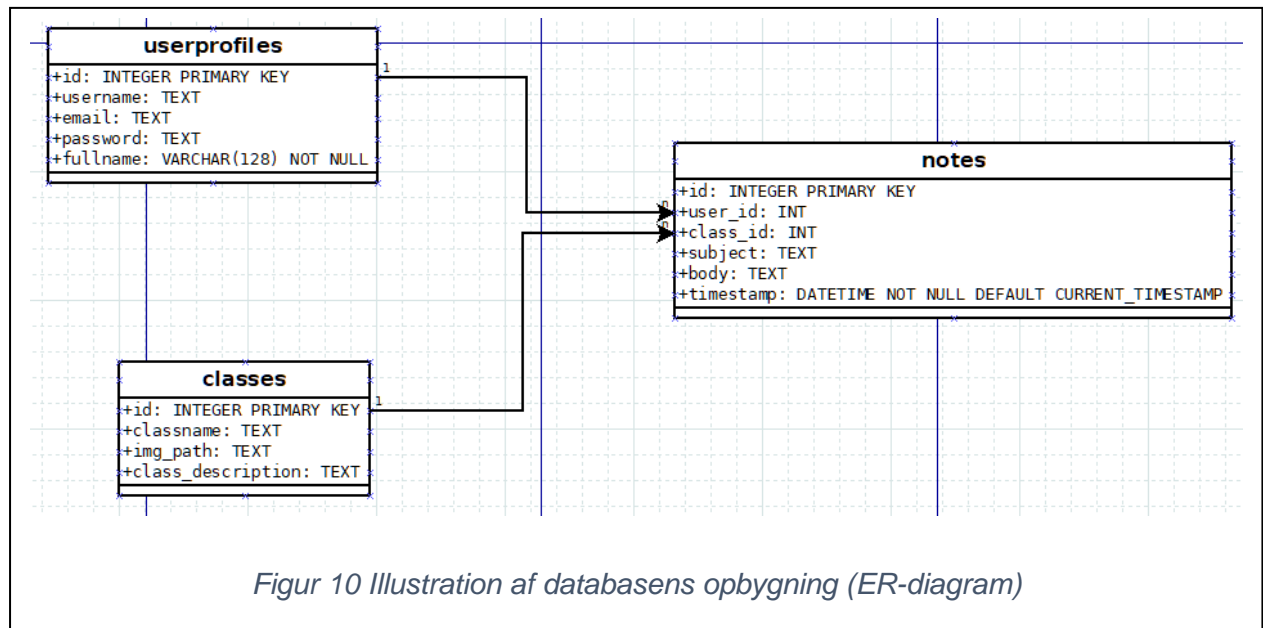 userprofiles
+id: INTEGER PRIMARY KEY
+username: TEXT
+email: TEXT
+password: TEXT
+fullname: VARCHAR(128) NOT NULL
1
notes
+id: INTEGER PRIMARY KEY
n
+user_id: INT
n
+class_id: INT
+subject: TEXT
+body: TEXT
+timestamp: DATETIME NOT NULL DEFAULT CURRENT_TIMESTAMP
classes
+id: INTEGER PRIMARY KEY
1
+classname: TEXT
+img_path: TEXT
+class_description: TEXT
Figur 10 Illustration af databasens opbygning (ER-diagram)